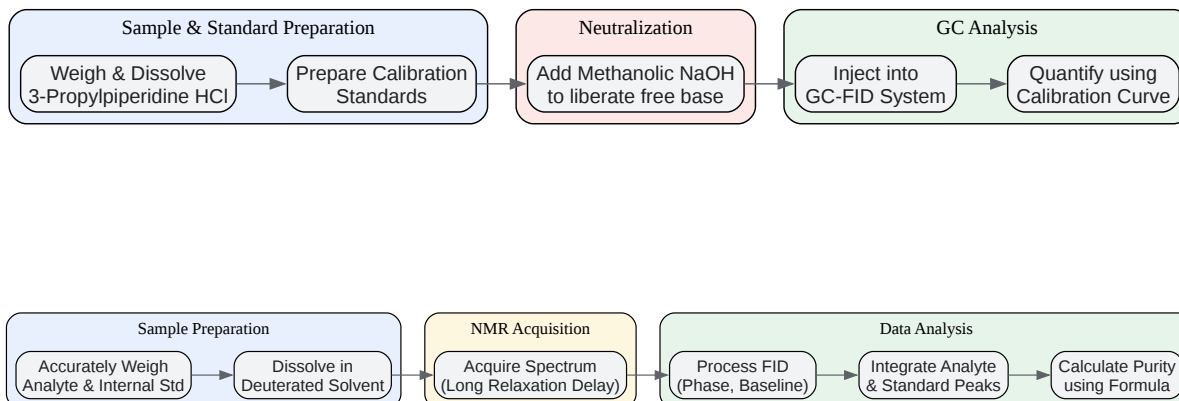 Sample & Standard Preparation
Weigh & Dissolve
3-Propylpiperidine HCl
Prepare Calibration
Standards
Neutralization
Add Methanolic NaOH
to liberate free base
GC Analysis
Inject into
GC-FID System
Quantify using
Calibration Curve
Sample Preparation
Accurately Weigh
Analyte & Internal Std
Dissolve in
Deuterated Solvent
NMR Acquisition
Acquire Spectrum
(Long Relaxation Delay)
Data Analysis
Process FID
(Phase, Baseline)
Integrate Analyte
& Standard Peaks
Calculate Purity
using Formula